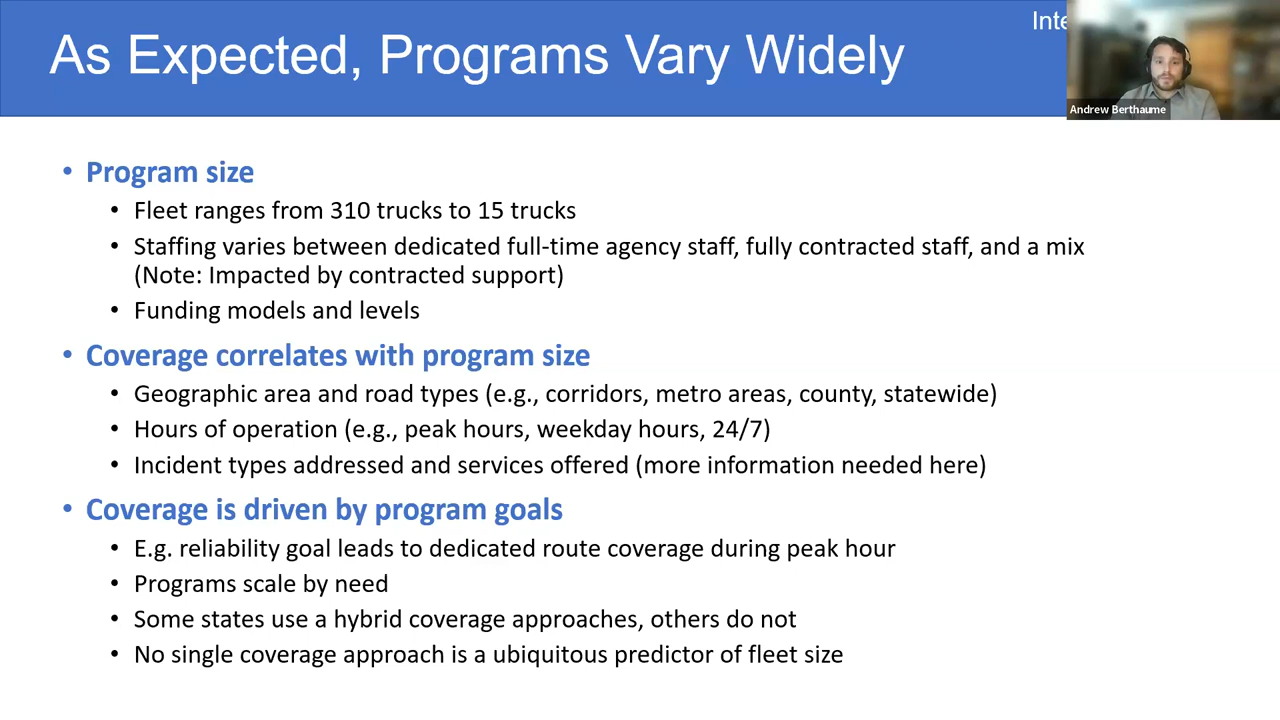 As Expected, Programs Vary Widely
Andrew Berthaume
• Program size
• Fleet ranges from 310 trucks to 15 trucks
• Staffing varies between dedicated full-time agency staff, fully contracted staff, and a mix
(Note: Impacted by contracted support)
• Funding models and levels
• Coverage correlates with program size
• Geographic area and road types (e.g., corridors, metro areas, county, statewide)
• Hours of operation (e.g., peak hours, weekday hours, 24/7)
• Incident types addressed and services offered (more information needed here)
• Coverage is driven by program goals
• E.g. reliability goal leads to dedicated route coverage during peak hour
• Programs scale by need
• Some states use a hybrid coverage approaches, others do not
• No single coverage approach is a ubiquitous predictor of fleet size